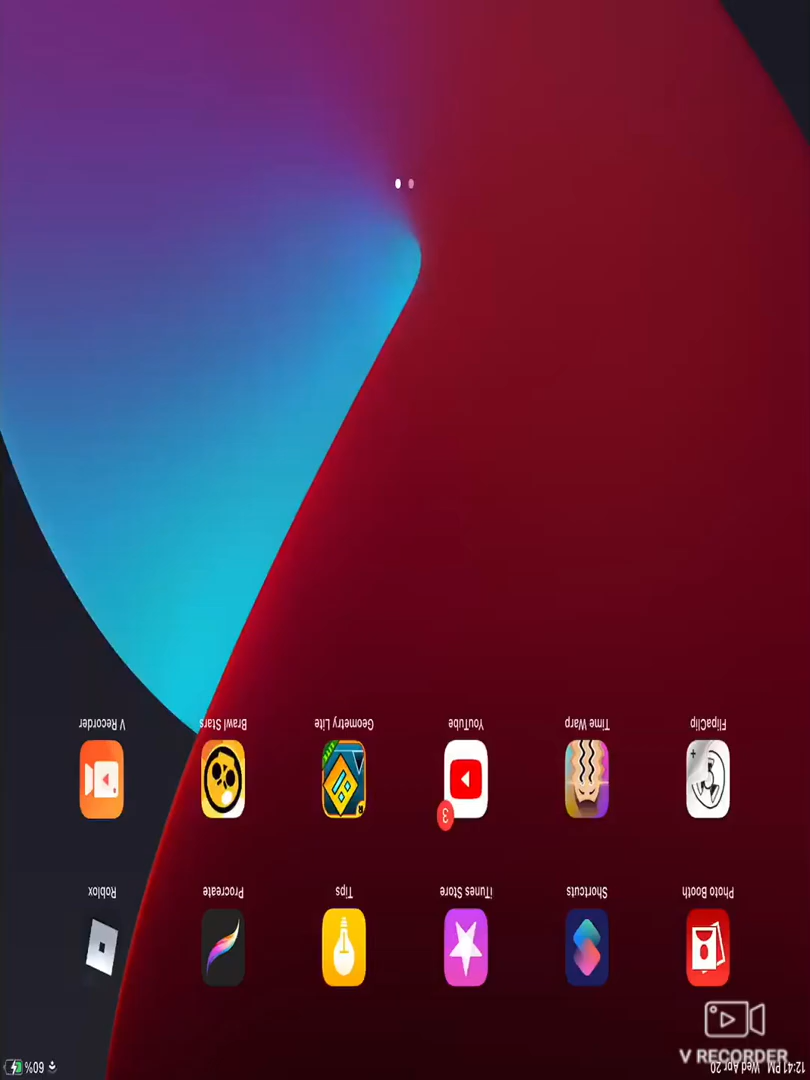 12:41 PM Wed Apr 20
60%
Photo Booth
Shortcuts
iTunes Store
Tips
Procreate
Roblox
FlipaClip
Time Warp
YouTube
3
Geometry Lite
Brawl Stars
V Recorder
V RECORDER